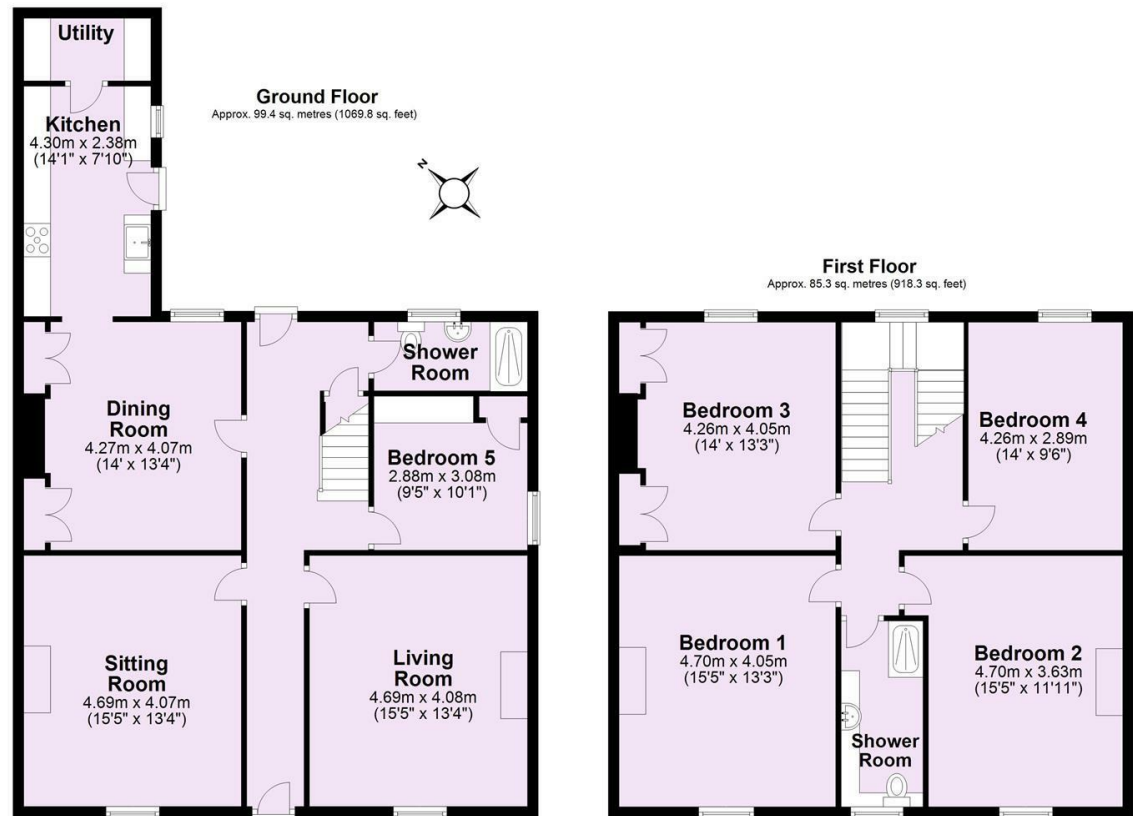 Utility
Kitchen
4.30m x 2.38m
(14'1" x 7'10")
Ground Floor
Approx. 99.4 sq. metres (1069.8 sq. feet)
N
Dining
Room
4.27m x 4.07m
(14' x 13'4")
Shower
Room
Bedroom 5
2.88m x 3.08m
(9'5" x 10'1")
Sitting
Room
4.69m x 4.07m
(15'5" x 13'4")
Living
Room
4.69m x 4.08m
(15'5" x 13'4")
First Floor
Approx. 85.3 sq. metres (918.3 sq. feet)
Bedroom 3
4.26m x 4.05m
(14' x 13'3")
Bedroom 4
4.26m x 2.89m
(14' x 9'6")
Bedroom 1
4.70m x 4.05m
(15'5" x 13'3")
Bedroom 2
4.70m x 3.63m
(15'5" x 11'11")
Shower
Room